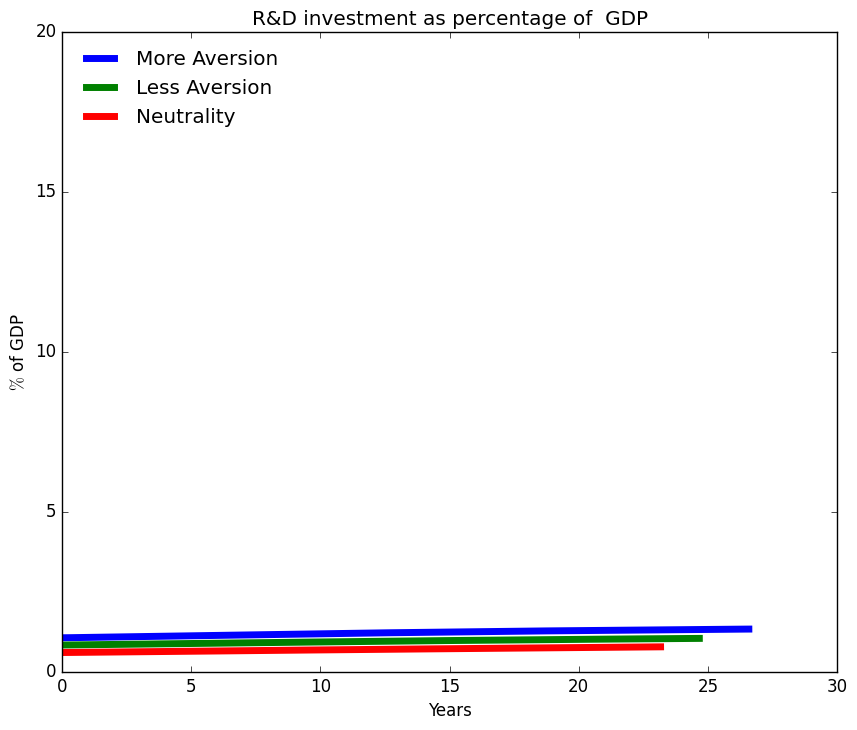 R&D investment as percentage of  GDP
More Aversion
Less Aversion
Neutrality
% of GDP
20
15
10
5
0
0 5 10 15 20 25 30
Years